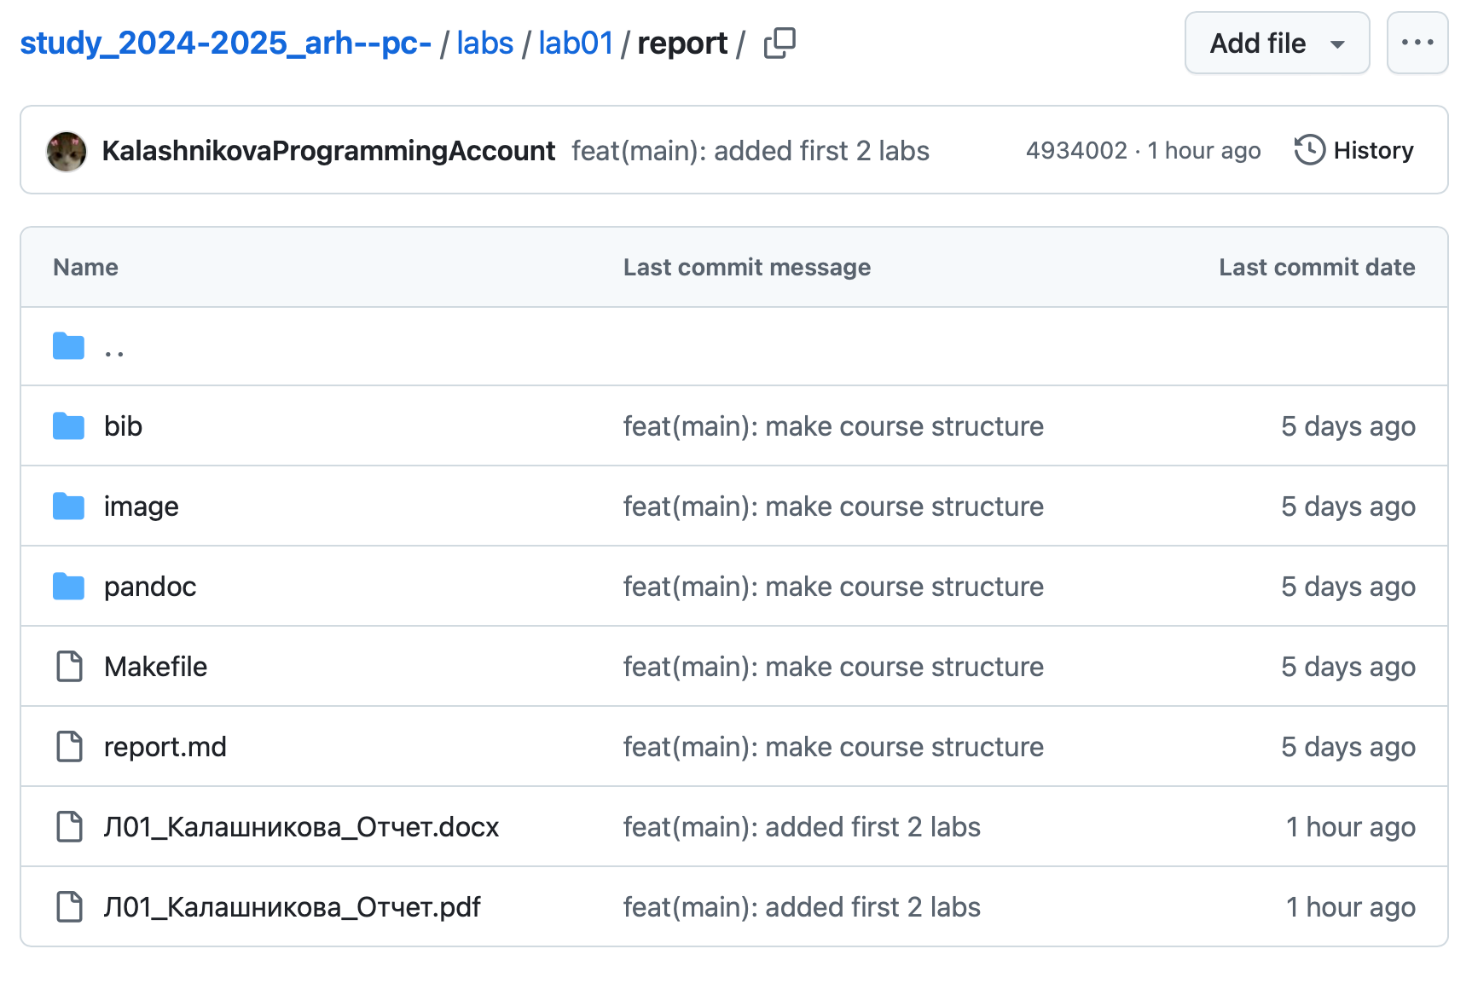 study_2024-2025_arh--pc- / labs / lab01 / report / Add file ...
KalashnikovaProgrammingAccount feat(main): added first 2 labs 4934002 · 1 hour ago History
Name Last commit message Last commit date
..
bib feat(main): make course structure 5 days ago
image feat(main): make course structure 5 days ago
pandoc feat(main): make course structure 5 days ago
Makefile feat(main): make course structure 5 days ago
report.md feat(main): make course structure 5 days ago
Л01_Калашникова_Отчет.docx feat(main): added first 2 labs 1 hour ago
Л01_Калашникова_Отчет.pdf feat(main): added first 2 labs 1 hour ago